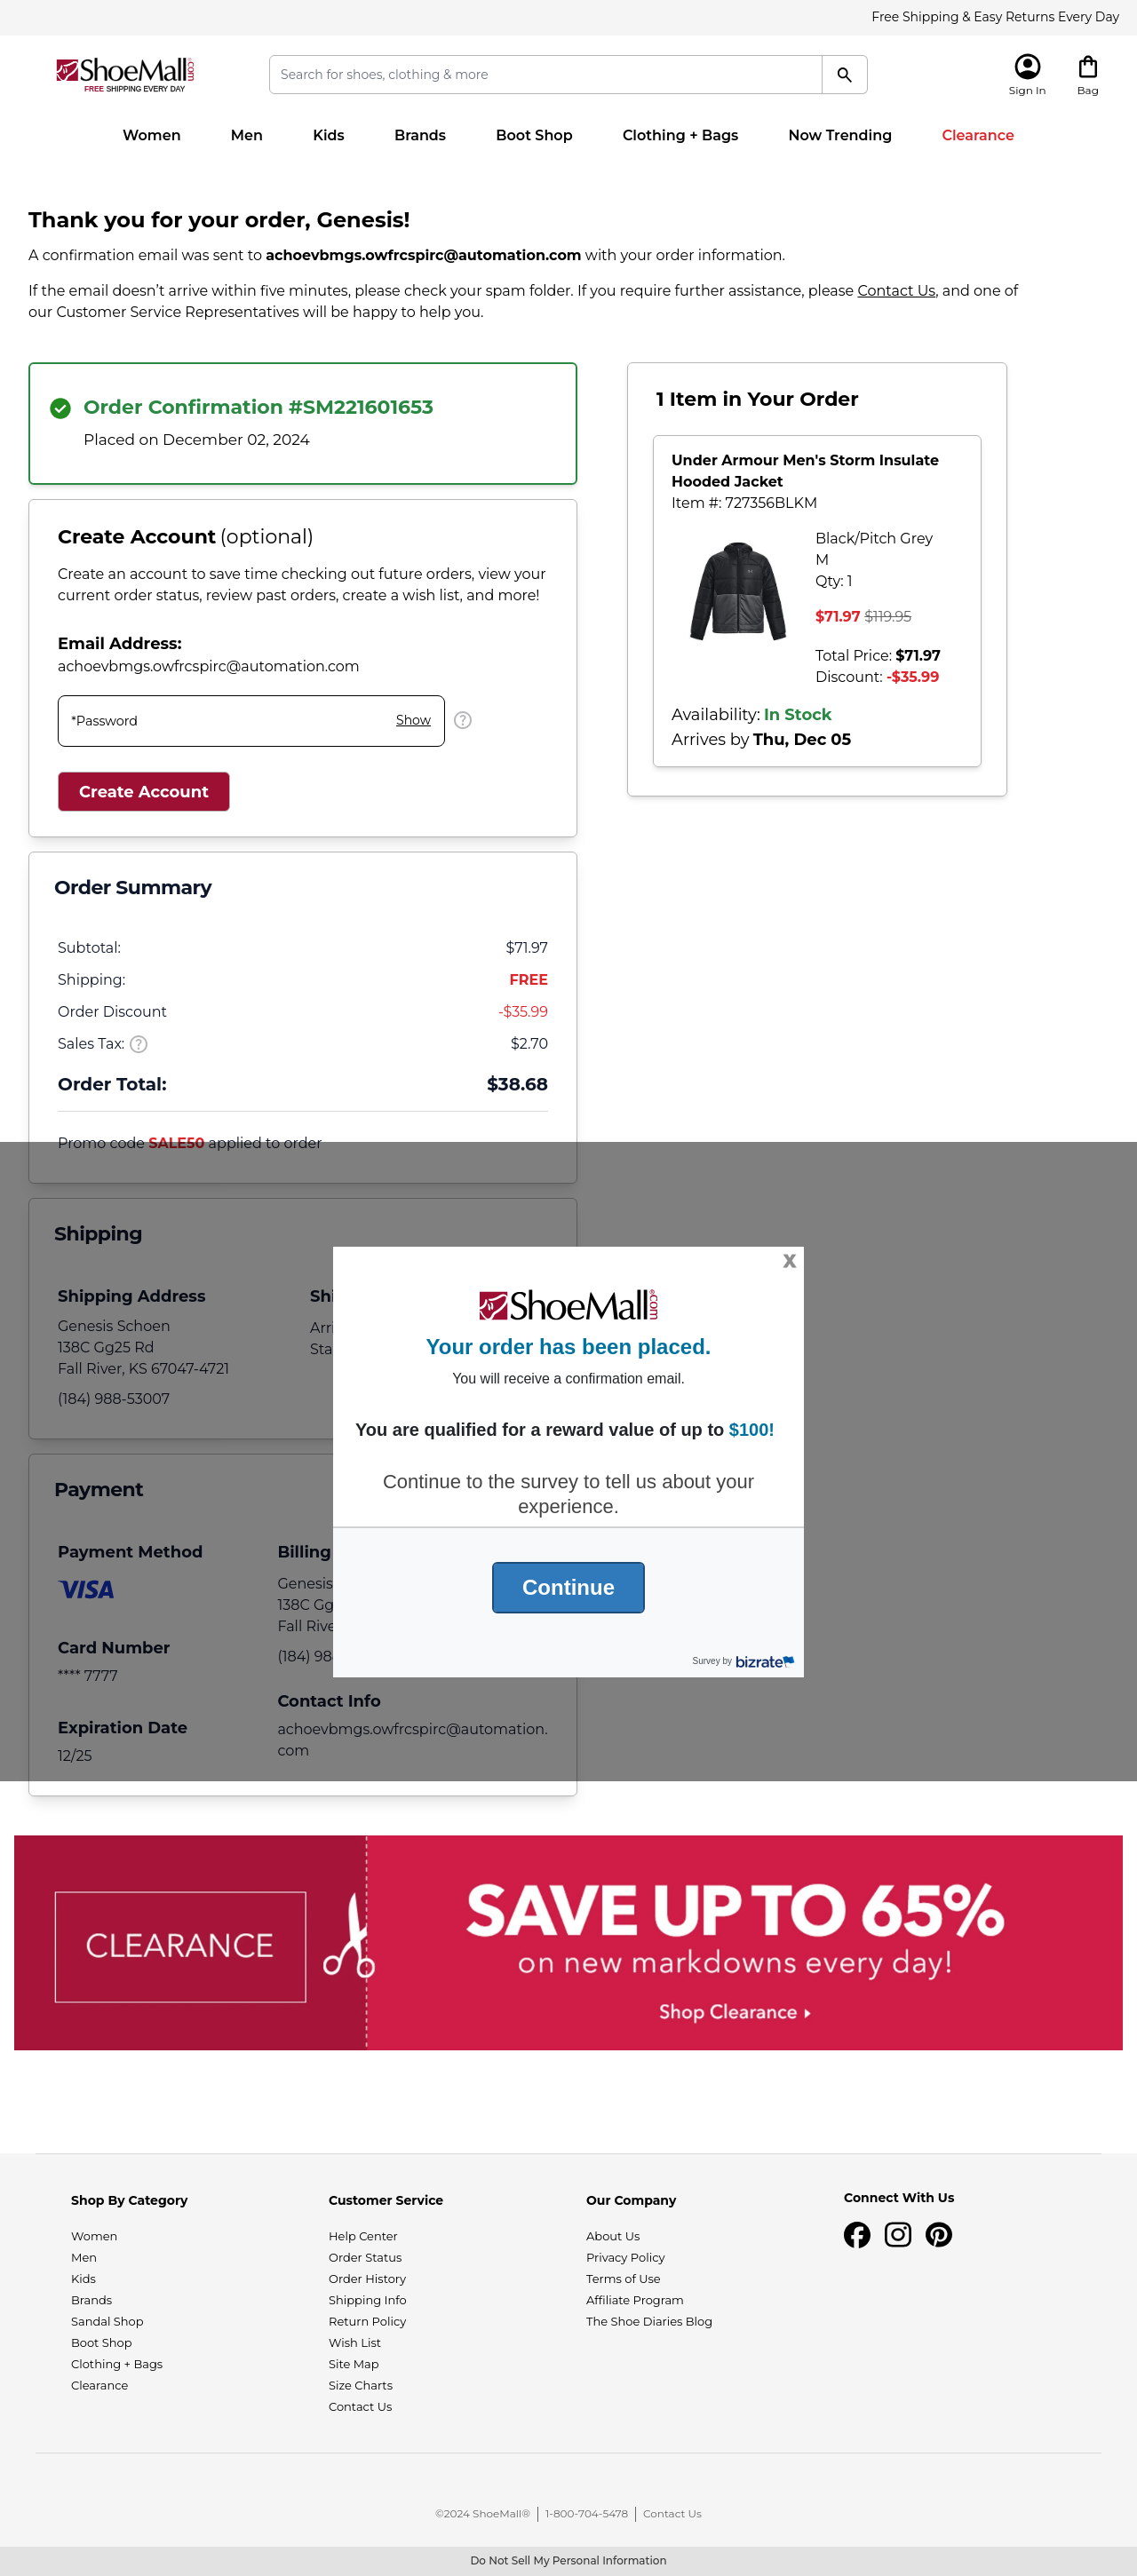 Free Shipping & Easy Returns Every Day
ShoeMall.com
FREE SHIPPING EVERY DAY
Search for shoes, clothing & more
Sign In
Bag
Women
Men
Kids
Brands
Boot Shop
Clothing + Bags
Now Trending
Clearance
Thank you for your order, Genesis!
A confirmation email was sent to achoevbmgs.owfrcspirc@automation.com with your order information.
If the email doesn’t arrive within five minutes, please check your spam folder. If you require further assistance, please Contact Us, and one of
our Customer Service Representatives will be happy to help you.
Order Confirmation #SM221601653
Placed on December 02, 2024
Create Account (optional)
Create an account to save time checking out future orders, view your
current order status, review past orders, create a wish list, and more!
Email Address:
achoevbmgs.owfrcspirc@automation.com
*Password
Show
?
Create Account
1 Item in Your Order
Under Armour Men's Storm Insulate
Hooded Jacket
Item #: 727356BLKM
Black/Pitch Grey
M
Qty: 1
$71.97 $119.95
Total Price: $71.97
Discount: -$35.99
Availability: In Stock
Arrives by Thu, Dec 05
Order Summary
Subtotal: $71.97
Shipping: FREE
Order Discount -$35.99
Sales Tax: ? $2.70
Order Total: $38.68
Promo code SALE50 applied to order
Shipping
Shipping Address
Genesis Schoen
138C Gg25 Rd
Fall River, KS 67047-4721
(184) 988-53007
Shi
Arri
Sta
Payment
Payment Method
VISA
Card Number
**** 7777
Expiration Date
12/25
Billing
Genesis
138C Gg
Fall Rive
(184) 98
Contact Info
achoevbmgs.owfrcspirc@automation.
com
X
ShoeMall.com
Your order has been placed.
You will receive a confirmation email.
You are qualified for a reward value of up to $100!
Continue to the survey to tell us about your
experience.
Continue
Survey by bizrate
CLEARANCE
SAVE UP TO 65%
on new markdowns every day!
Shop Clearance
Shop By Category
Women
Men
Kids
Brands
Sandal Shop
Boot Shop
Clothing + Bags
Clearance
Customer Service
Help Center
Order Status
Order History
Shipping Info
Return Policy
Wish List
Site Map
Size Charts
Contact Us
Our Company
About Us
Privacy Policy
Terms of Use
Affiliate Program
The Shoe Diaries Blog
Connect With Us
©2024 ShoeMall® | 1-800-704-5478 | Contact Us
Do Not Sell My Personal Information